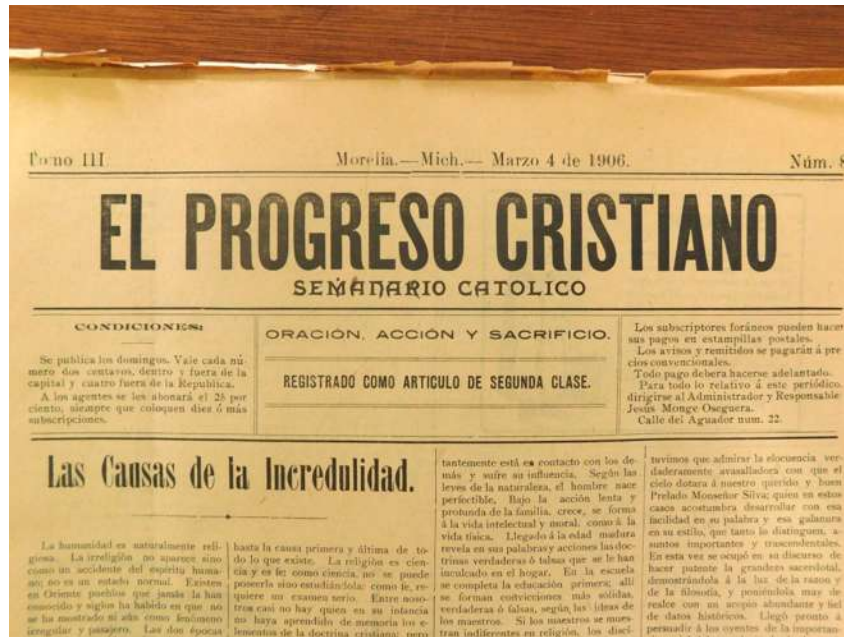 Tomo III
Morelia.—Mich.— Marzo 4 de 1906.
Núm. 8
EL PROGRESO CRISTIANO
SEMANARIO CATOLICO
CONDICIONES:
Se publica los domingos. Vale cada nú
mero dos centavos, dentro y fuera de la
capital y cuatro fuera de la Republica.
A los agentes se les abonará el 25 por
ciento, siempre que coloquen diez ó más
subscripciones.
ORACIÓN, ACCIÓN Y SACRIFICIO.
REGISTRADO COMO ARTICULO DE SEGUNDA CLASE.
Los subscriptores foráneos pueden hacer
sus pagos en estampillas postales.
Los avisos y remitidos se pagarán á pre
cios convencionales.
Todo pago debera hacerse adelantado.
Para todo lo relativo á este periódico.
dirigirse al Administrador y Responsable
Jesús Monge Oseguera.
Calle del Aguador num. 22.
Las Causas de la Incredulidad.
La humanidad es naturalmente reli-
giosa. La irreligión no aparece sino
como un accidente del espíritu huma-
no; no es un estado normal. Existen
en Oriente pueblos que jamás la han
conocido y siglos ha habido en que no
se ha mostrado ni aún como fenómeno
irregular y pasajero. Las dos épocas
hasta la causa primera y última de to-
do lo que existe. La religión es cien-
cia y es fe; como ciencia, no se puede
poseerla sino estudiándola: como fe, re-
quiere un examen serio. Entre noso-
tros casi no hay quien en su infancia
no haya aprendido de memoria los e-
lementos de la doctrina cristiana; pero
tantemente está en contacto con los de-
más y sufre su influencia. Según las
leyes de la naturaleza, el hombre nace
perfectible. Bajo la acción lenta y
profunda de la familia, crece, se forma
á la vida intelectual y moral, como á la
vida física. Llegado á la edad madura
revela en sus palabras y acciones las doc-
trinas verdaderas ó falsas que se le han
inculcado en el hogar. En la escuela
se completa la educación primera; allí
se forman convicciones más sólidas,
verdaderas ó falsas, según las ideas de
los maestros. Si los maestros se mues-
tran indiferentes en religión, los discí-
tuvimos que admirar la elocuencia ver-
daderamente avasalladora con que el
cielo dotara á nuestro querido y buen
Prelado Monseñor Silva; quien en estos
casos acostumbra desarrollar con esa
facilidad en su palabra y esa galanura
en su estilo, que tanto lo distinguen, a-
suntos importantes y trascendentales.
En esta vez se ocupó en su discurso de
hacer patente la grandeza sacerdotal,
demostrándola á la luz de la razon y
de la filosofía, y poniéndola mas de
realce con un acopio abundante y fiel
de datos históricos. Llegó pronto á
persuadir á los oyentes de la importan-